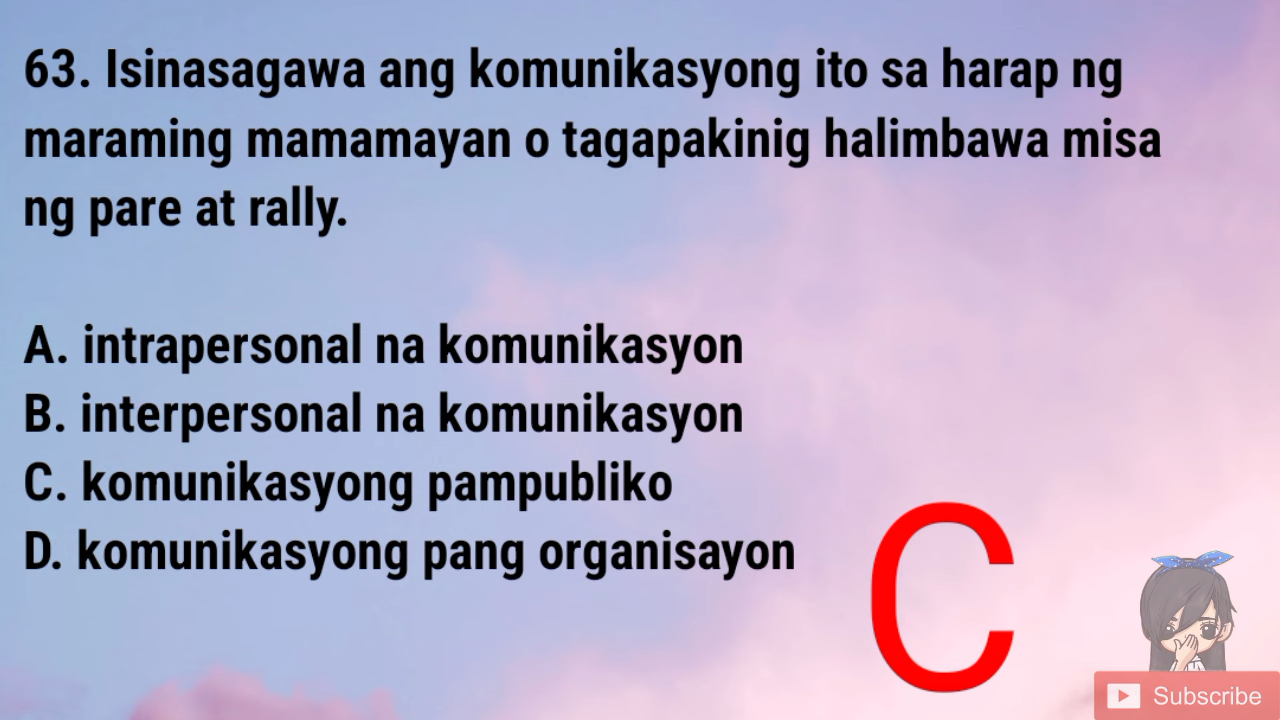 63. Isinasagawa ang komunikasyong ito sa harap ng
maraming mamamayan o tagapakinig halimbawa misa
ng pare at rally.
A. intrapersonal na komunikasyon
B. interpersonal na komunikasyon
C. komunikasyong pampubliko
D. komunikasyong pang organisayon
C
Subscribe